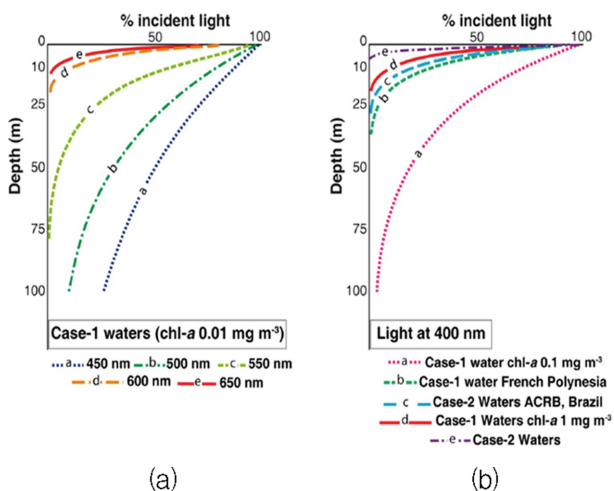 % incident light
0 50 100
0
10
25
50
75
100
Depth (m)
e
d
c
b
a
Case-1 waters (chl-a 0.01 mg m⁻³)
a 450 nm b 500 nm c 550 nm
d 600 nm e 650 nm
(a)
% incident light
0 50 100
0
10
25
50
75
100
Depth (m)
e
d
c
b
a
Light at 400 nm
a Case-1 water chl-a 0.1 mg m⁻³
b Case-1 water French Polynesia
c Case-2 Waters ACRB, Brazil
d Case-1 Waters chl-a 1 mg m⁻³
e Case-2 Waters
(b)